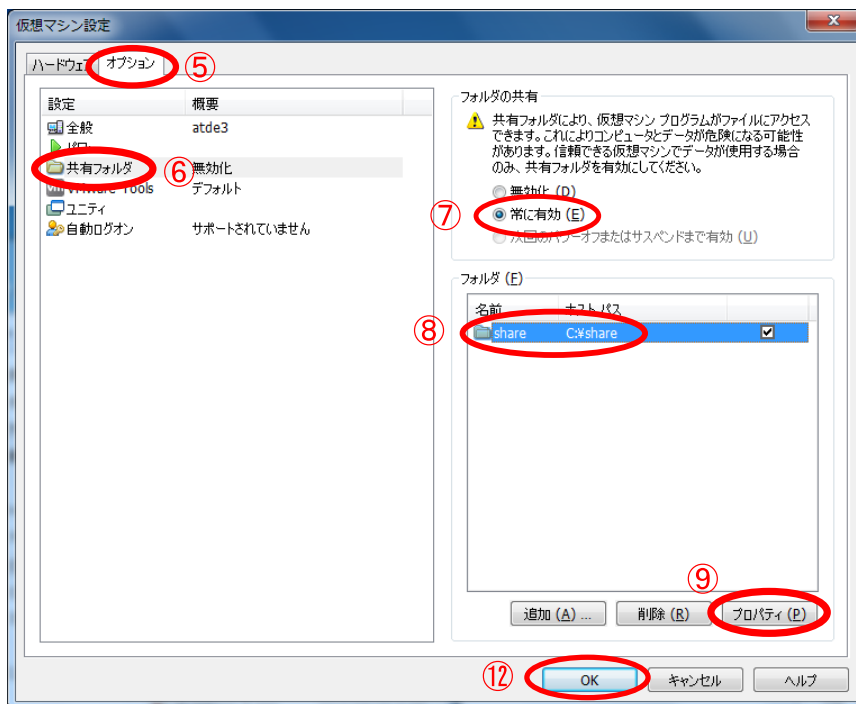 仮想マシン設定
ハードウェ オプション ⑤
設定 概要
全般 atde3
⑥
共有フォルダ 無効化
VMware Tools デフォルト
ユニティ
自動ログオン サポートされていません
フォルダの共有
共有フォルダにより、仮想マシン プログラムがファイルにアクセス
できます。これによりコンピュータとデータが危険になる可能性
があります。信頼できる仮想マシンでデータが使用する場合
のみ、共有フォルダを有効にしてください。
無効化 (D)
⑦ 常に有効 (E)
次回のパワーオフまたはサスペンドまで有効 (U)
フォルダ (F)
名前 ホスト パス
⑧ share C:¥share
⑨
追加 (A) ... 削除 (R) プロパティ (P)
⑫ OK キャンセル ヘルプ